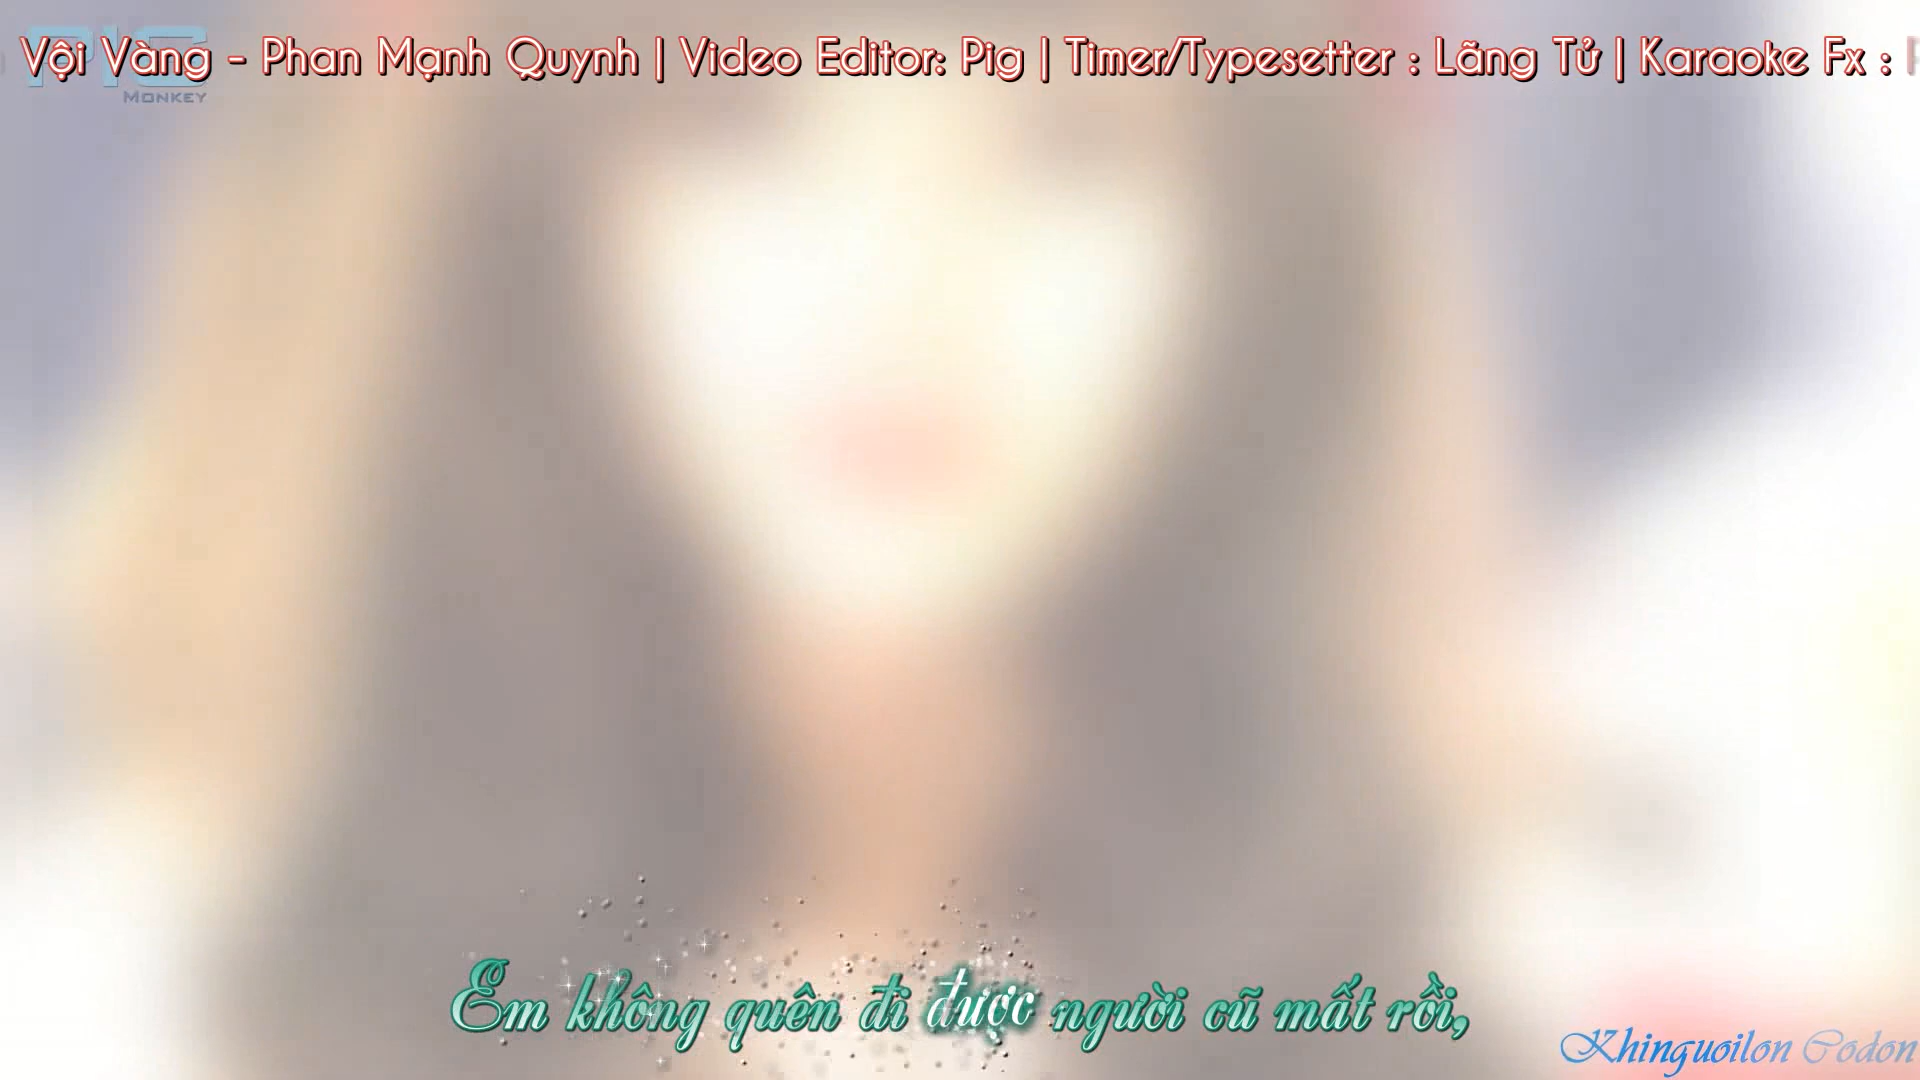 PIG
Monkey
Vội Vàng - Phan Mạnh Quynh | Video Editor: Pig | Timer/Typesetter : Lãng Tử | Karaoke Fx :
Em không quên đi được người cũ mất rồi,
Khinguoilon Codon